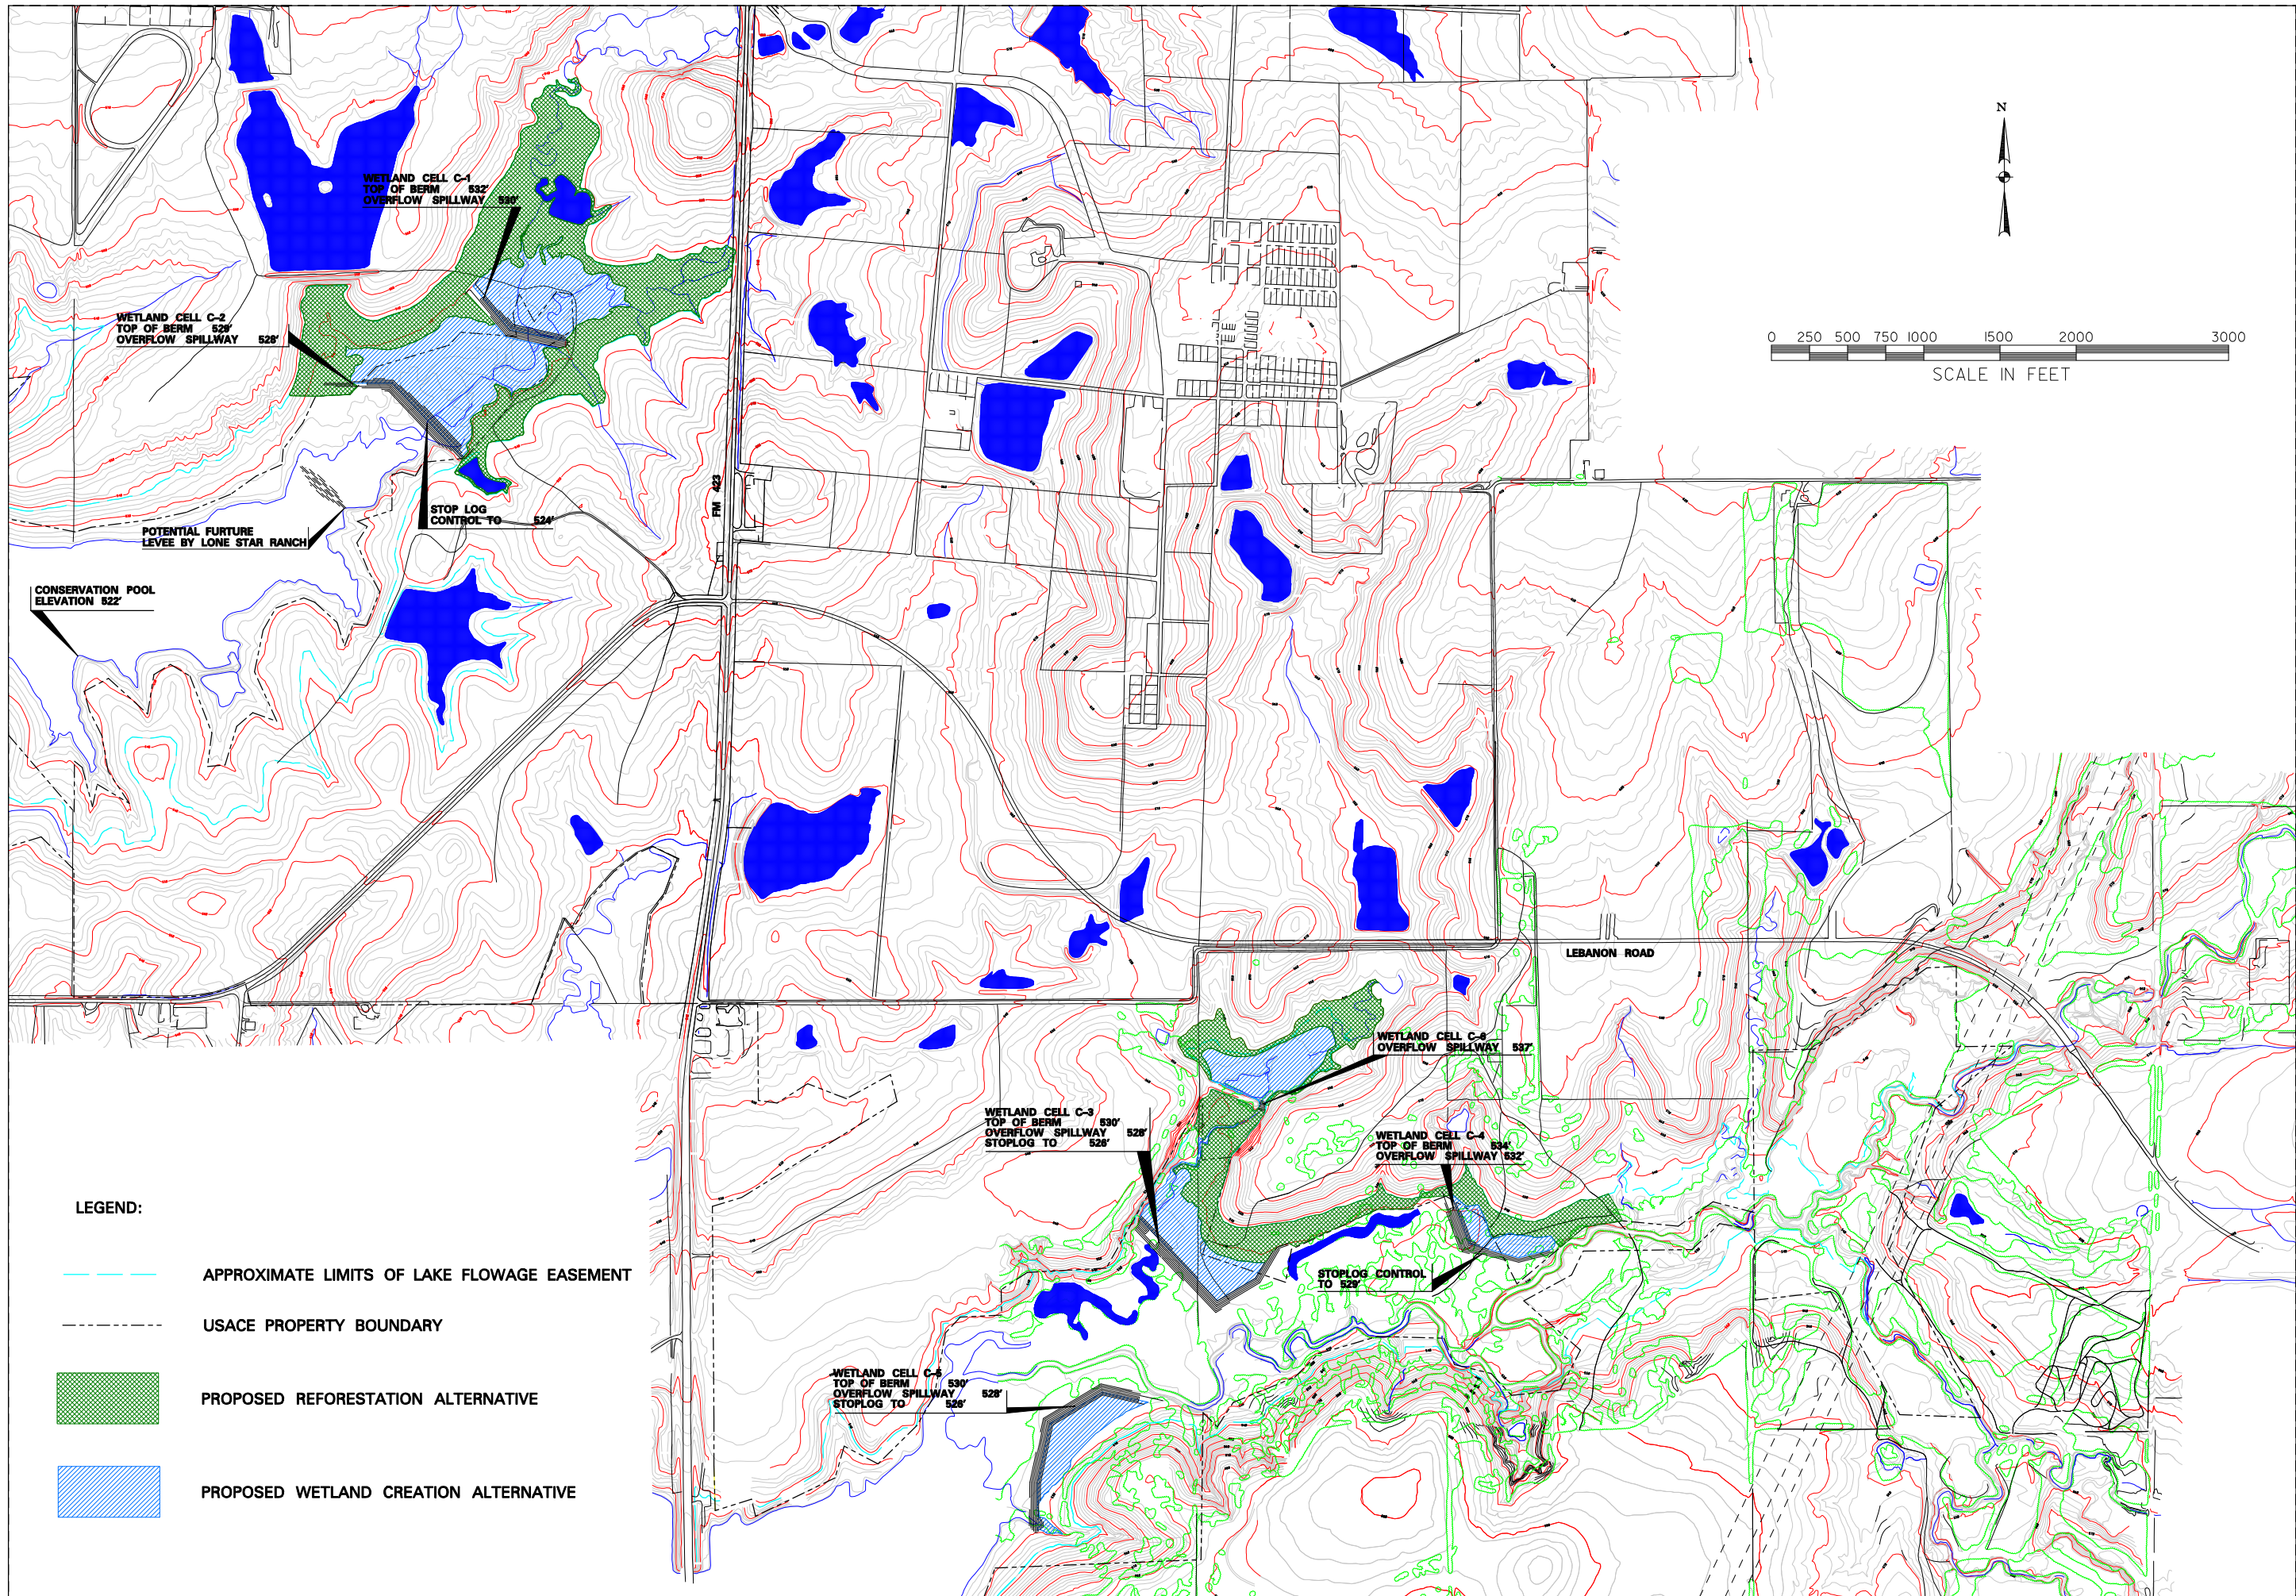 N
WETLAND CELL C-1
TOP OF BERM 532'
OVERFLOW SPILLWAY 530'
WETLAND CELL C-2
TOP OF BERM 529'
OVERFLOW SPILLWAY 528'
0 250 500 750 1000 1500 2000 3000
SCALE IN FEET
FM 423
STOP LOG
CONTROL TO 524'
POTENTIAL FURTURE
LEVEE BY LONE STAR RANCH
CONSERVATION POOL
ELEVATION 522'
LEBANON ROAD
WETLAND CELL C-6
OVERFLOW SPILLWAY 537'
WETLAND CELL C-3
TOP OF BERM 530'
OVERFLOW SPILLWAY 528'
STOPLOG TO 526'
WETLAND CELL C-4
TOP OF BERM 534'
OVERFLOW SPILLWAY 532'
STOPLOG CONTROL
TO 529'
WETLAND CELL C-5
TOP OF BERM 530'
OVERFLOW SPILLWAY 528'
STOPLOG TO 526'
LEGEND:
APPROXIMATE LIMITS OF LAKE FLOWAGE EASEMENT
USACE PROPERTY BOUNDARY
PROPOSED REFORESTATION ALTERNATIVE
PROPOSED WETLAND CREATION ALTERNATIVE